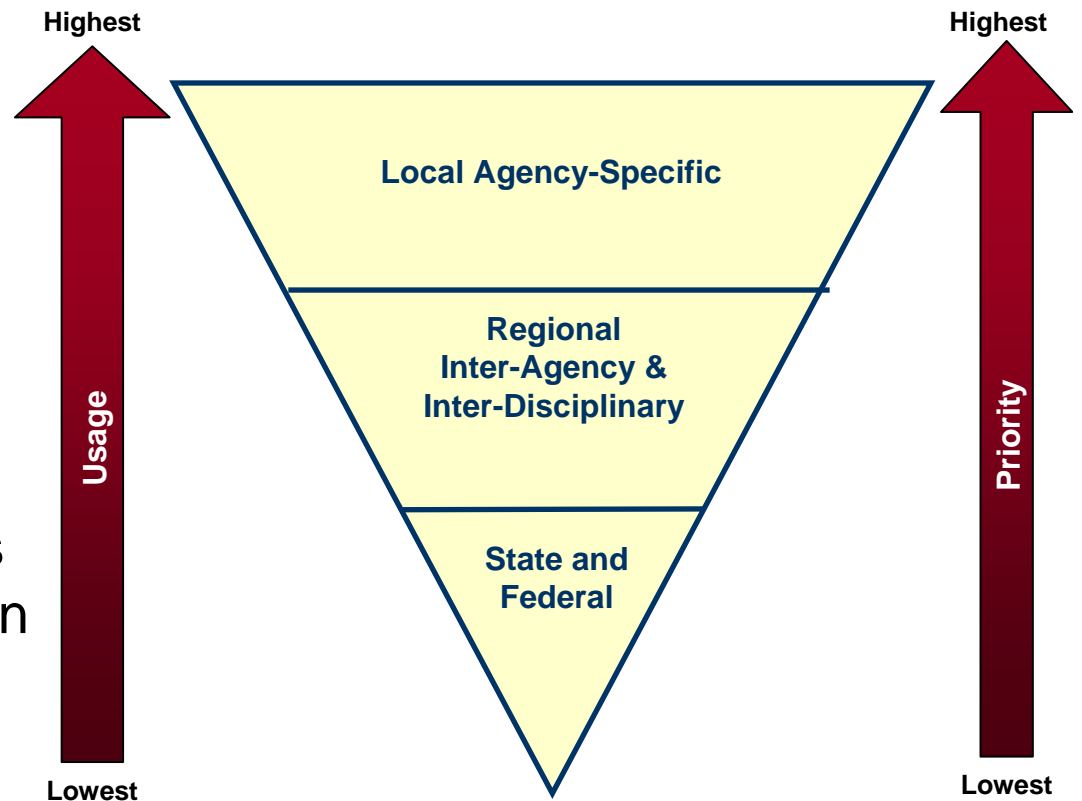 Highest
Highest
Local Agency-Specific
Regional
Inter-Agency &
Inter-Disciplinary
Usage
Priority
State and
Federal
s
n
Lowest
Lowest